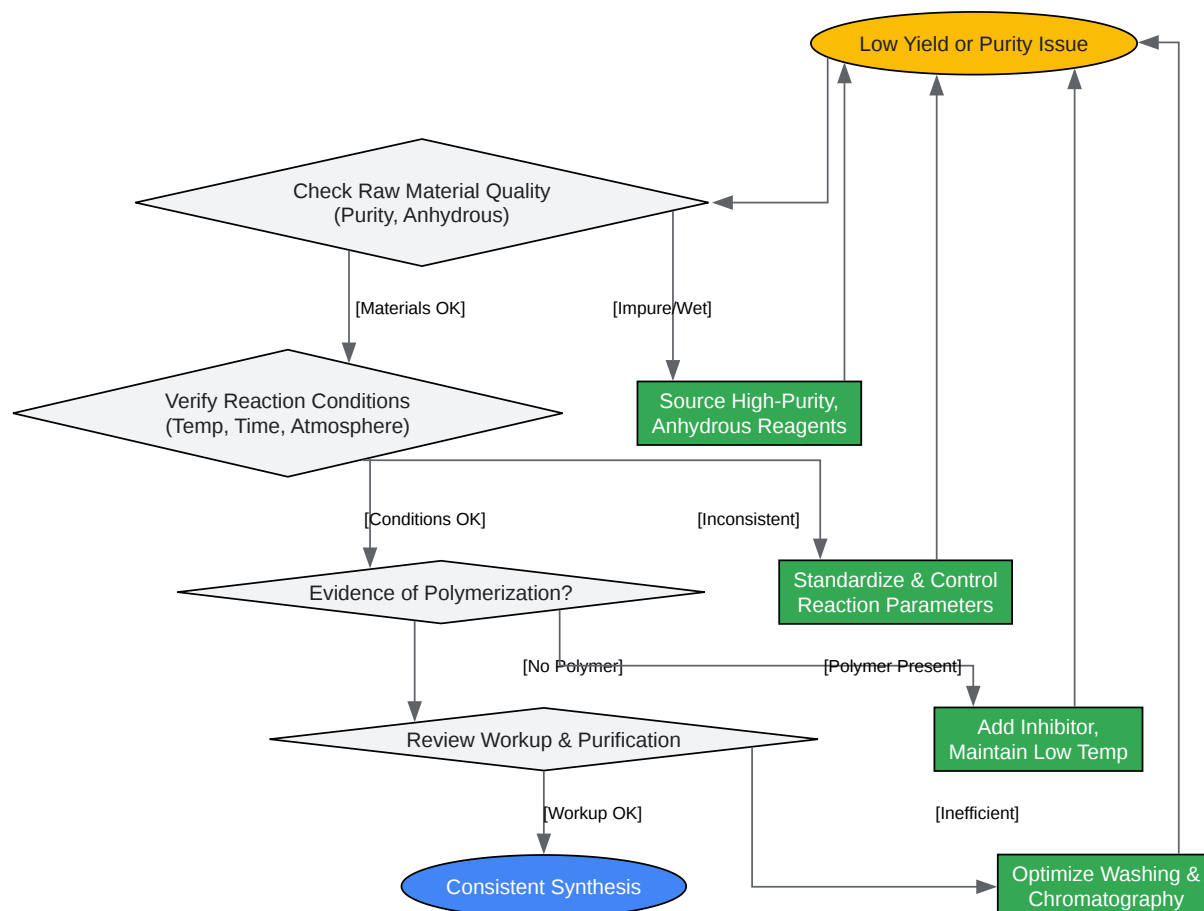 Low Yield or Purity Issue
Check Raw Material Quality
(Purity, Anhydrous)
[Materials OK]
[Impure/Wet]
Verify Reaction Conditions
(Temp, Time, Atmosphere)
Source High-Purity,
Anhydrous Reagents
[Conditions OK]
[Inconsistent]
Evidence of Polymerization?
Standardize & Control
Reaction Parameters
[No Polymer]
[Polymer Present]
Review Workup & Purification
Add Inhibitor,
Maintain Low Temp
[Workup OK]
[Inefficient]
Consistent Synthesis
Optimize Washing &
Chromatography